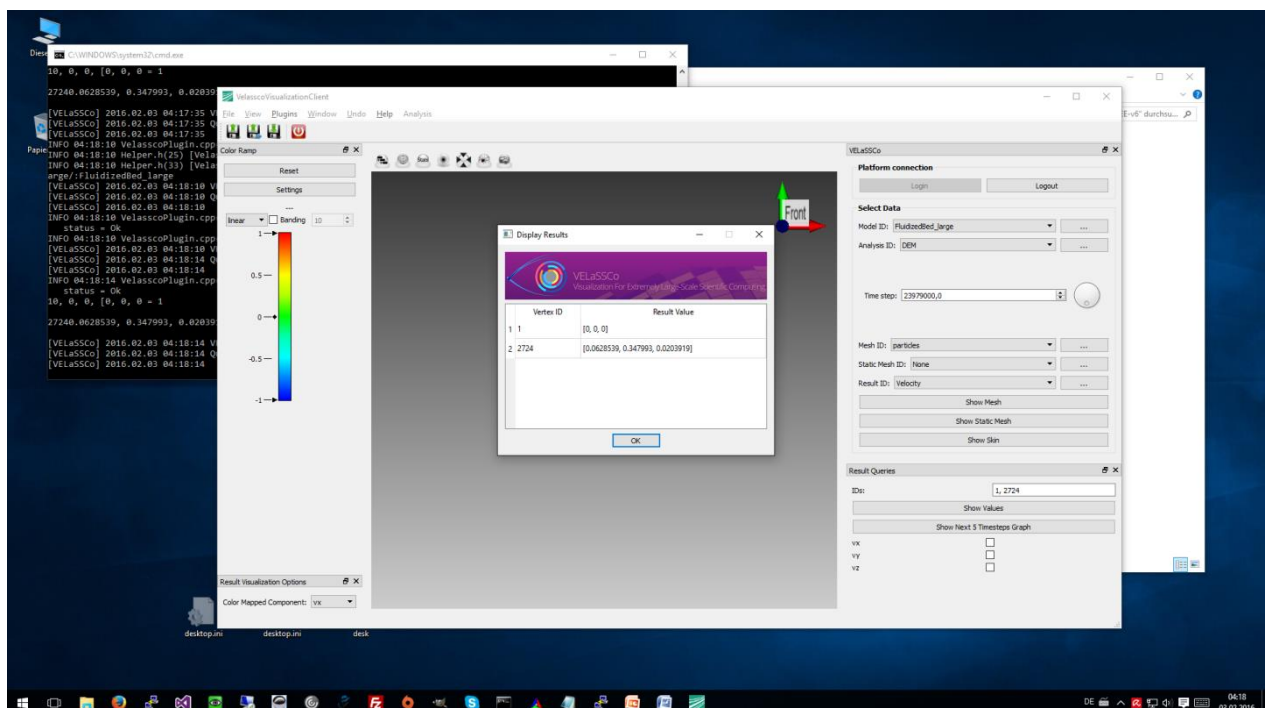 Diese
C:\WINDOWS\system32\cmd.exe
10, 0, 0, [0, 0, 0 = 1
27240.0628539, 0.347993, 0.02039
[VELaSSCo] 2016.02.03 04:17:35
[VELaSSCo] 2016.02.03 04:17:35
[VELaSSCo] 2016.02.03 04:17:35
INFO 04:18:10 VelasscoPlugin.cpp
INFO 04:18:10 Helper.h(25) [Vela
INFO 04:18:10 Helper.h(33) [Vela
arge/:FluidizedBed_large
[VELaSSCo] 2016.02.03 04:18:10
[VELaSSCo] 2016.02.03 04:18:10
[VELaSSCo] 2016.02.03 04:18:10
INFO 04:18:10 VelasscoPlugin.cpp
status = Ok
INFO 04:18:10 VelasscoPlugin.cpp
[VELaSSCo] 2016.02.03 04:18:10
[VELaSSCo] 2016.02.03 04:18:14
[VELaSSCo] 2016.02.03 04:18:14
INFO 04:18:14 VelasscoPlugin.cpp
status = Ok
10, 0, 0, [0, 0, 0 = 1
27240.0628539, 0.347993, 0.02039
[VELaSSCo] 2016.02.03 04:18:14
[VELaSSCo] 2016.02.03 04:18:14
[VELaSSCo] 2016.02.03 04:18:14
Papie
E-v6" durchsu...
VelasscoVisualizationClient
File View Plugins Window Undo Help Analysis
Color Ramp
Reset
Settings
---
linear Banding 10
1
0.5
0
-0.5
-1
Result Visualization Options
Color Mapped Component: vx
Front
Display Results
VELaSSCo
Visualization For Extremely Large-Scale Scientific Computing
Vertex ID Result Value
1 1 [0, 0, 0]
2 2724 [0.0628539, 0.347993, 0.0203919]
OK
VELaSSCo
Platform connection
Login Logout
Select Data
Model ID: FluidizedBed_large ...
Analysis ID: DEM ...
Time step: 23979000,0
Mesh ID: particles ...
Static Mesh ID: None ...
Result ID: Velocity ...
Show Mesh
Show Static Mesh
Show Skin
Result Queries
IDs: 1, 2724
Show Values
Show Next 5 Timesteps Graph
vx
vy
vz
desktop.ini desktop.ini desk
DE 04:18
03.02.2016